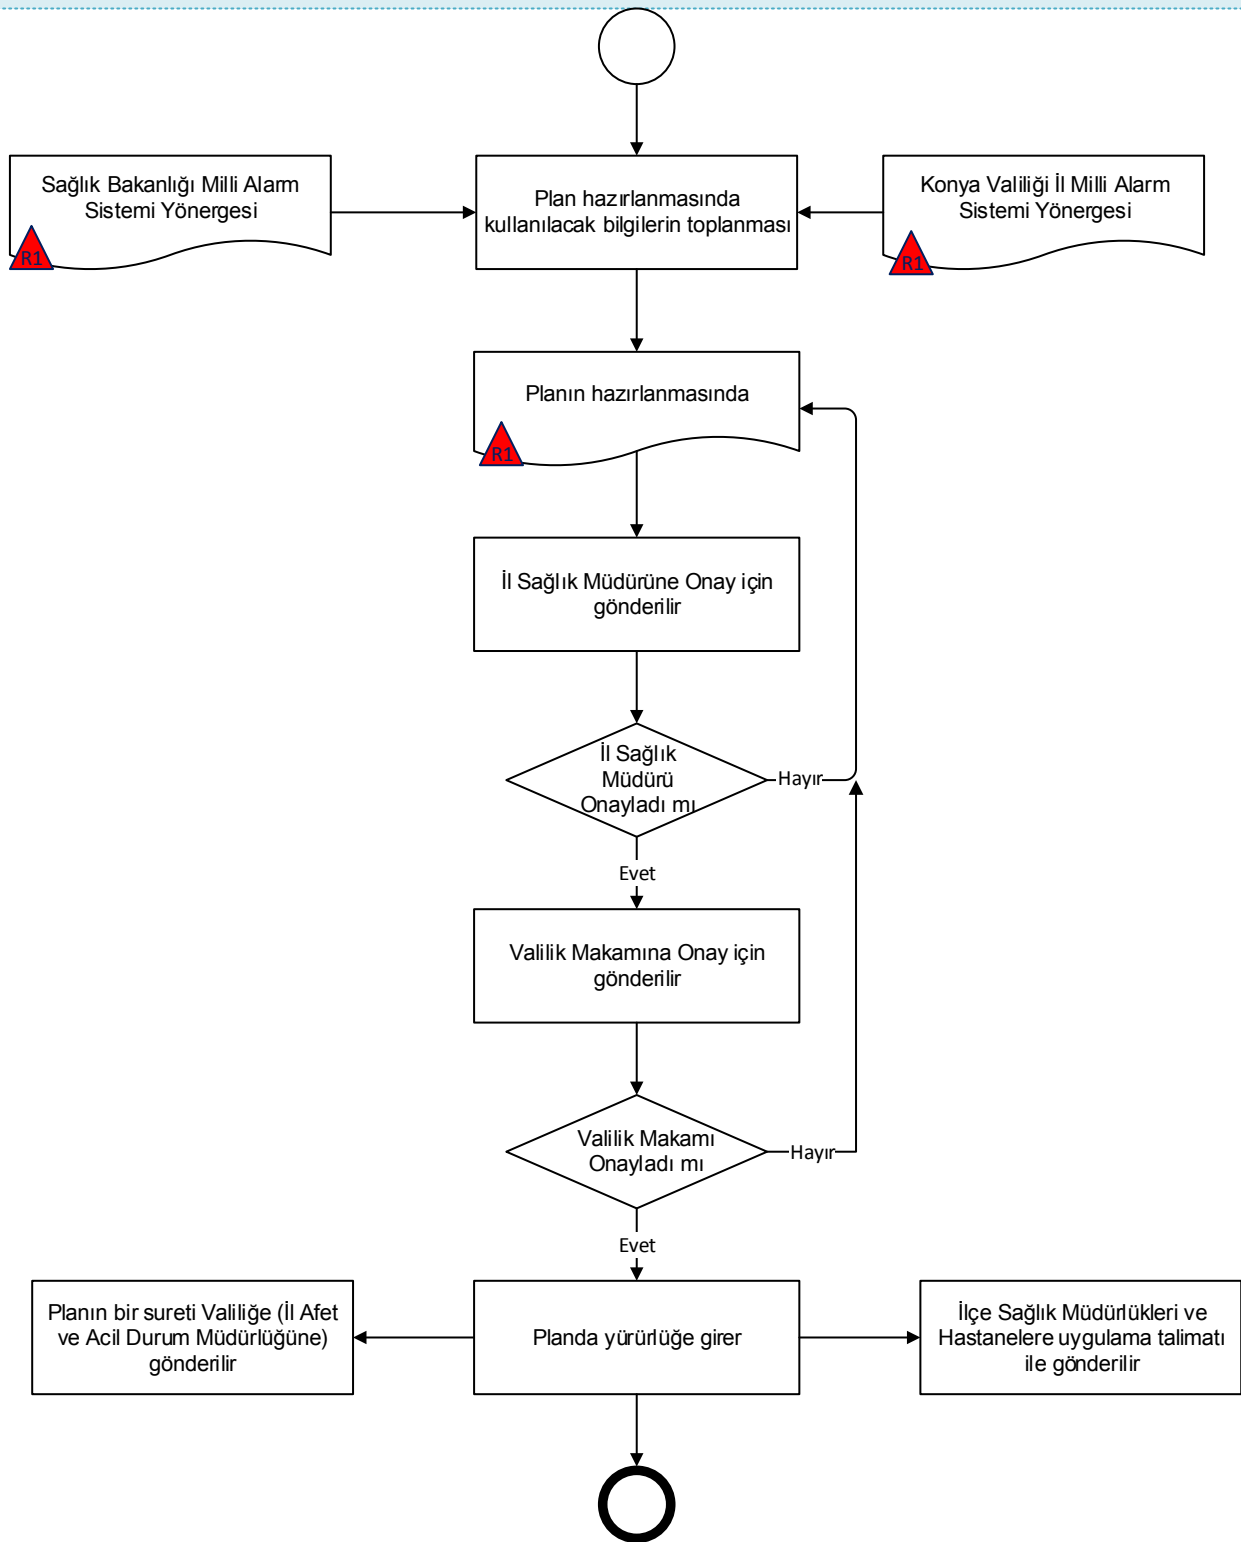 Sağlık Bakanlığı Milli Alarm
Sistemi Yönergesi
R1
Plan hazırlanmasında
kullanılacak bilgilerin toplanması
Konya Valiliği İl Milli Alarm
Sistemi Yönergesi
R1
Planın hazırlanmasında
R1
İl Sağlık Müdürüne Onay için
gönderilir
İl Sağlık
Müdürü
Onayladı mı
Hayır
Evet
Valilik Makamına Onay için
gönderilir
Valilik Makamı
Onayladı mı
Hayır
Evet
Planın bir sureti Valiliğe (İl Afet
ve Acil Durum Müdürlüğüne)
gönderilir
Planda yürürlüğe girer
İlçe Sağlık Müdürlükleri ve
Hastanelere uygulama talimatı
ile gönderilir